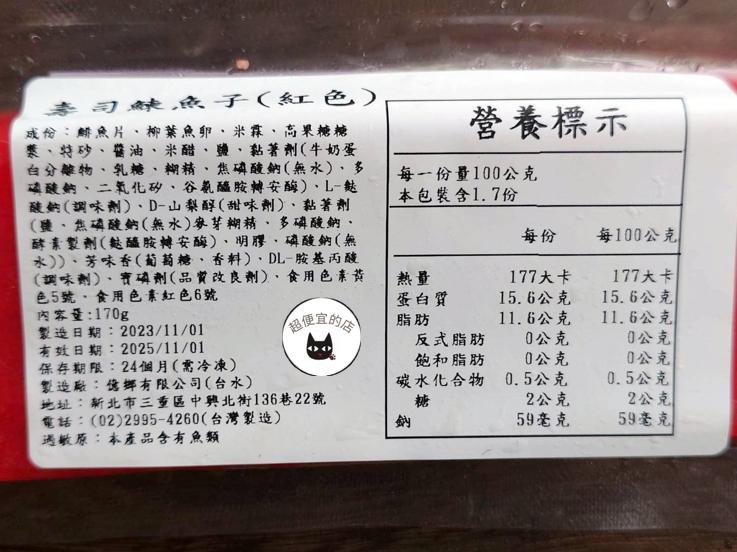 壽司鯡魚子(紅色)
成份：鯡魚片、柳葉魚卵、米霖、高果糖糖
漿、特砂、醬油、米醋、鹽、黏著劑(牛奶蛋
白分離物、乳糖、糊精、焦磷酸鈉(無水)、多
磷酸鈉、二氧化矽、谷氨醯胺轉安酶)、L-麩
酸鈉(調味劑)、D-山梨醇(甜味劑)、黏著劑
(鹽、焦磷酸鈉(無水)麥芽糊精、多磷酸鈉、
酵素製劑(麩醯胺轉安酶)、明膠、磷酸鈉(無
水))、芳味香(葡萄糖、香料)、DL-胺基丙酸
(調味劑)、寶磷劑(品質改良劑)、食用色素黃
色5號、食用色素紅色6號
內容量:170g
製造日期：2023/11/01
有效日期：2025/11/01
保存期限：24個月(需冷凍)
製造廠：億鄉有限公司(台水)
地址：新北市三重區中興北街136巷22號
電話：(02)2995-4260(台灣製造)
過敏原：本產品含有魚類
超便宜的店
營養標示
每一份量100公克
本包裝含1.7份
每份 每100公克
熱量 177大卡 177大卡
蛋白質 15.6公克 15.6公克
脂肪 11.6公克 11.6公克
反式脂肪 0公克 0公克
飽和脂肪 0公克 0公克
碳水化合物 0.5公克 0.5公克
糖 2公克 2公克
鈉 59毫克 59毫克